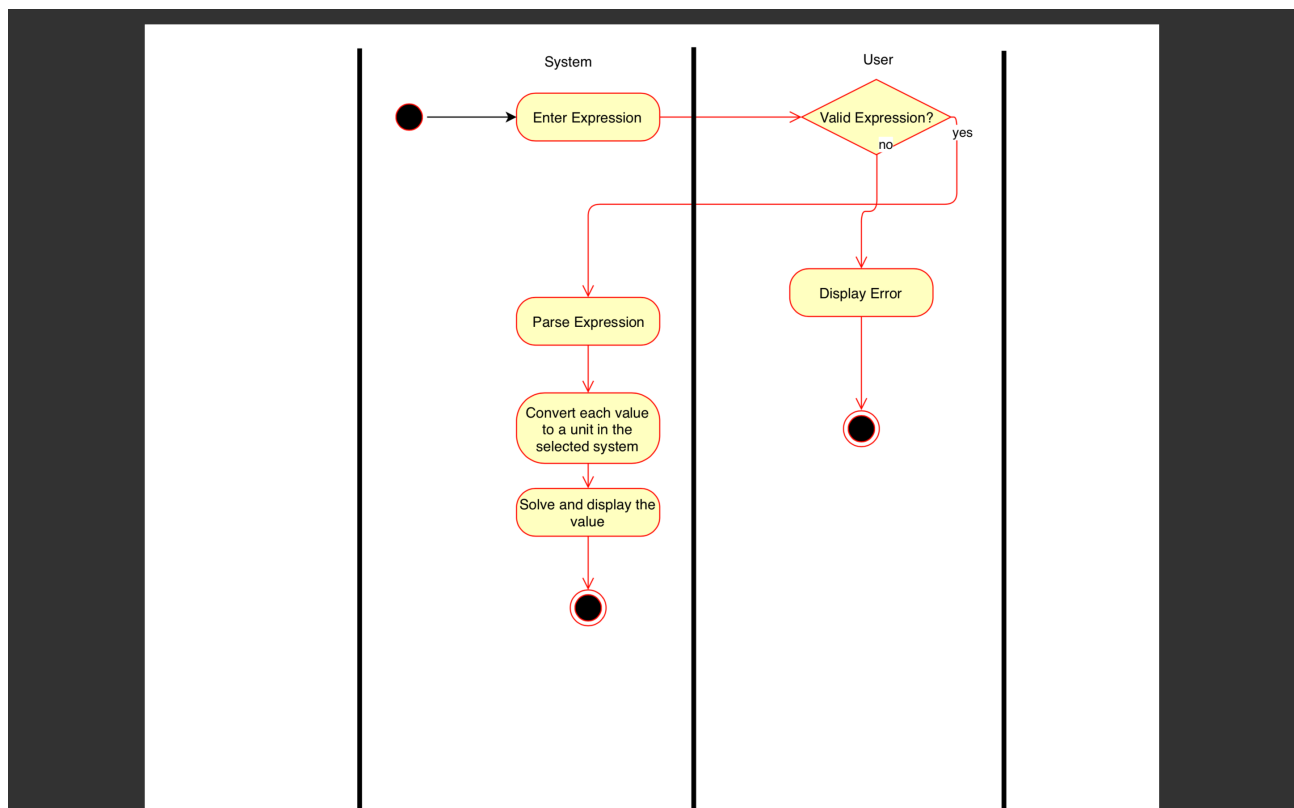 System
User
Enter Expression
Valid Expression?
yes
no
Display Error
Parse Expression
Convert each value
to a unit in the
selected system
Solve and display the
value